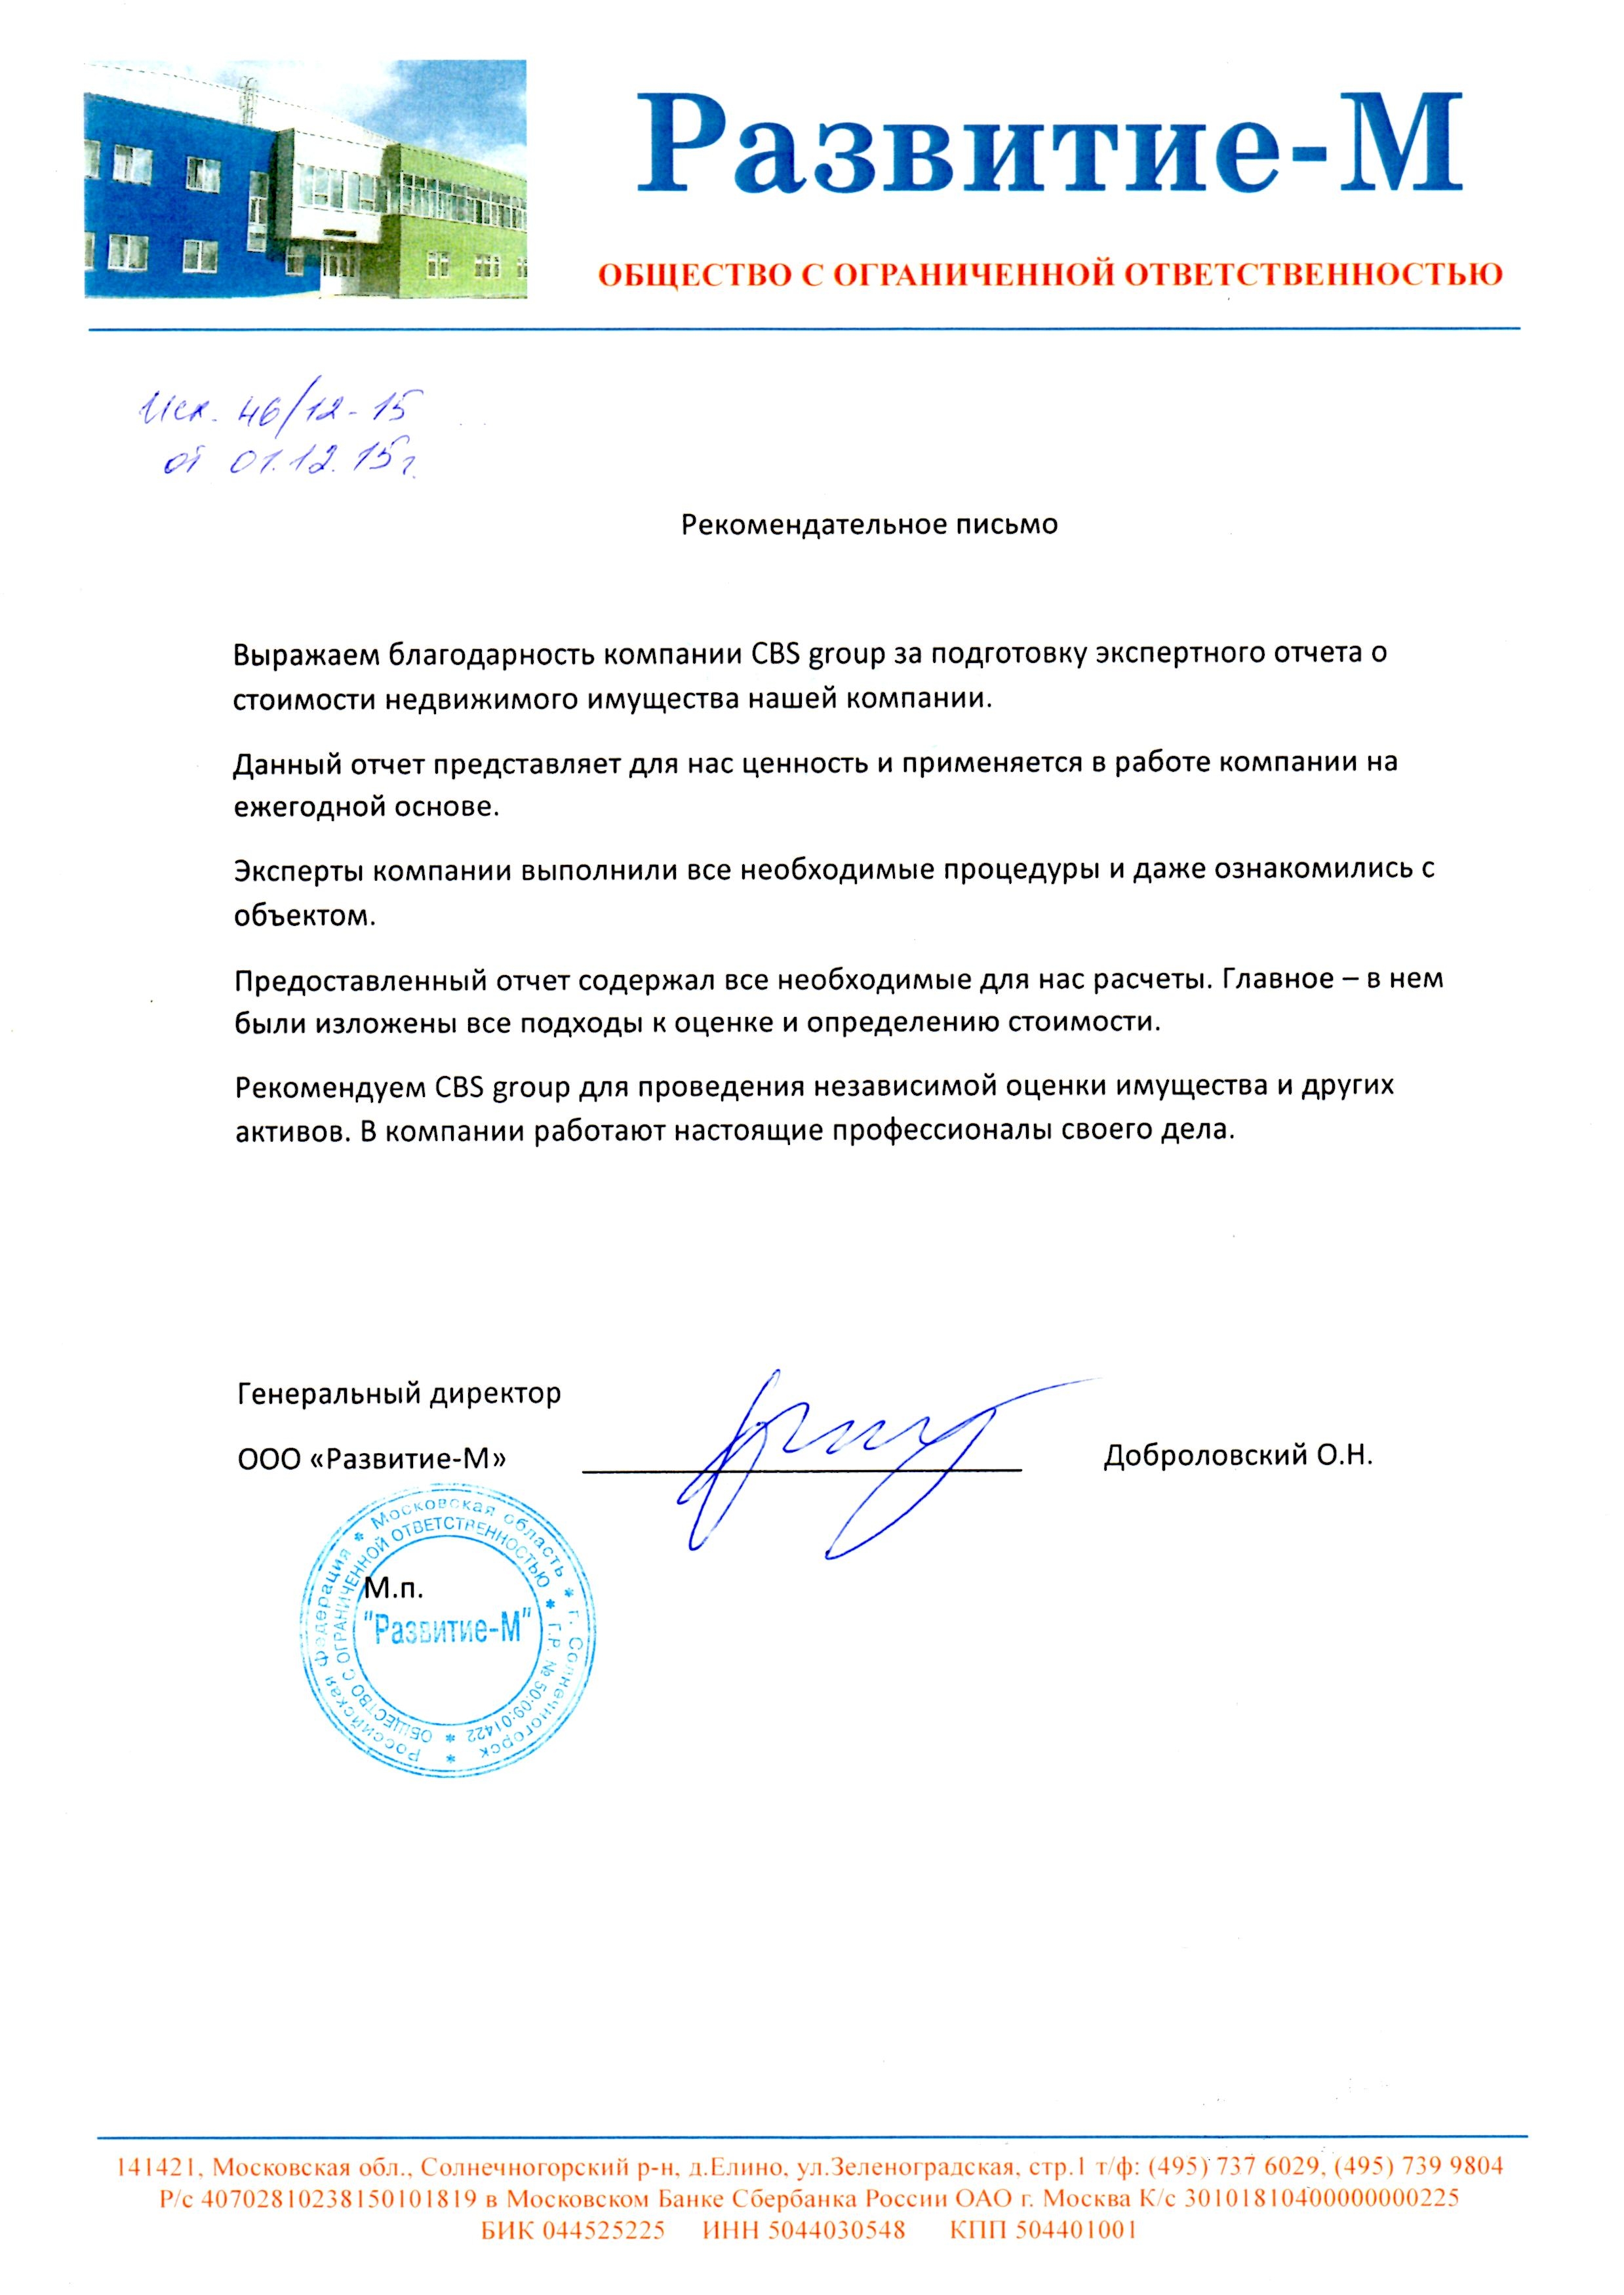 Развитие-М
ОБЩЕСТВО С ОГРАНИЧЕННОЙ ОТВЕТСТВЕННОСТЬЮ
Исх. 46/12-15
от 01.12.15г.
Рекомендательное письмо
Выражаем благодарность компании CBS group за подготовку экспертного отчета о
стоимости недвижимого имущества нашей компании.
Данный отчет представляет для нас ценность и применяется в работе компании на
ежегодной основе.
Эксперты компании выполнили все необходимые процедуры и даже ознакомились с
объектом.
Предоставленный отчет содержал все необходимые для нас расчеты. Главное – в нем
были изложены все подходы к оценке и определению стоимости.
Рекомендуем CBS group для проведения независимой оценки имущества и других
активов. В компании работают настоящие профессионалы своего дела.
Генеральный директор
ООО «Развитие-М» Доброловский О.Н.
М.п.
Российская Федерация * Московская область * г. Солнечногорск *
ОБЩЕСТВО С ОГРАНИЧЕННОЙ ОТВЕТСТВЕННОСТЬЮ * Г.Р. № 50:09:01422 *
"Развитие-М"
141421, Московская обл., Солнечногорский р-н, д.Елино, ул.Зеленоградская, стр.1 т/ф: (495) 737 6029, (495) 739 9804
Р/с 40702810238150101819 в Московском Банке Сбербанка России ОАО г. Москва К/с 30101810400000000225
БИК 044525225 ИНН 5044030548 КПП 504401001